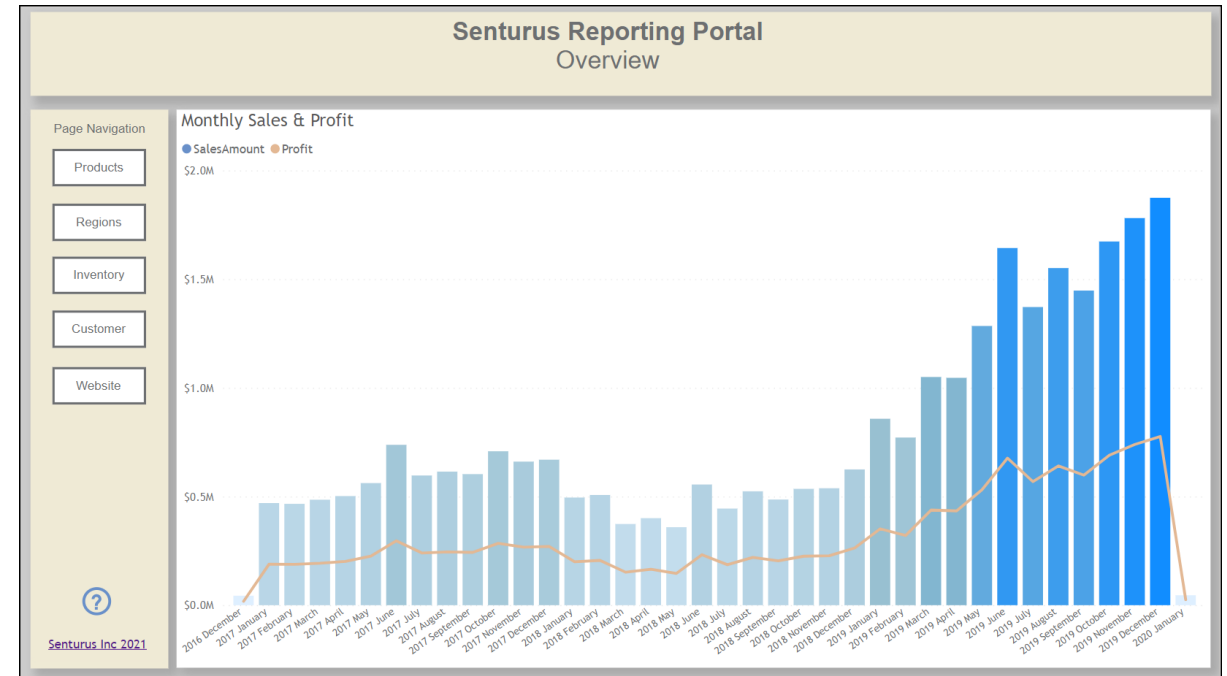 Senturus Reporting Portal
Overview
Page Navigation
Products
Regions
Inventory
Customer
Website
Senturus Inc 2021
Monthly Sales & Profit
SalesAmount Profit
$2.0M
$1.5M
$1.0M
$0.5M
$0.0M
2016 December
2017 January
2017 February
2017 March
2017 April
2017 May
2017 June
2017 July
2017 August
2017 September
2017 October
2017 November
2017 December
2018 January
2018 February
2018 March
2018 April
2018 May
2018 June
2018 July
2018 August
2018 September
2018 October
2018 November
2018 December
2019 January
2019 February
2019 March
2019 April
2019 May
2019 June
2019 July
2019 August
2019 September
2019 October
2019 November
2019 December
2020 January